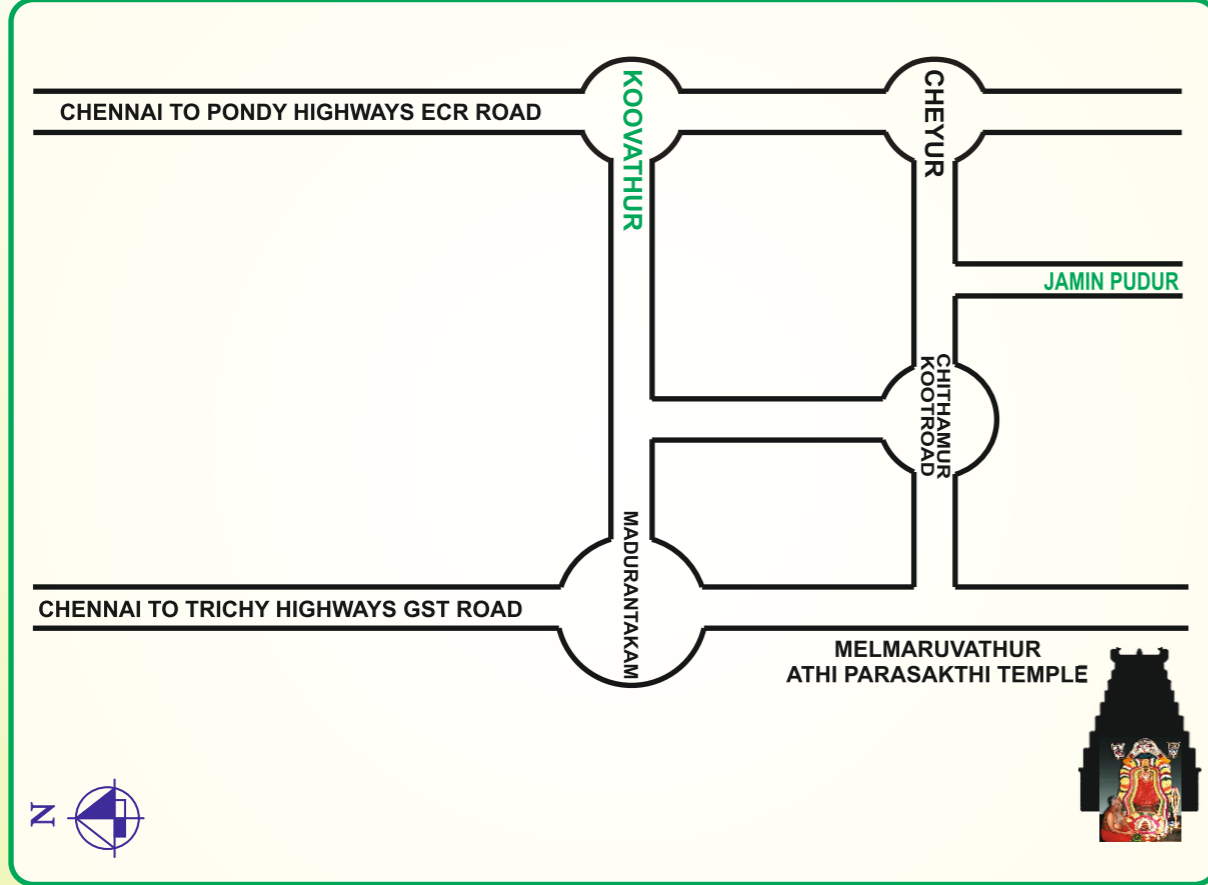 CHENNAI TO PONDY HIGHWAYS ECR ROAD
KOOVATHUR
CHEYUR
JAMIN PUDUR
CHITHAMUR
KOOTROAD
MADURANTAKAM
CHENNAI TO TRICHY HIGHWAYS GST ROAD
MELMARUVATHUR
ATHI PARASAKTHI TEMPLE
N